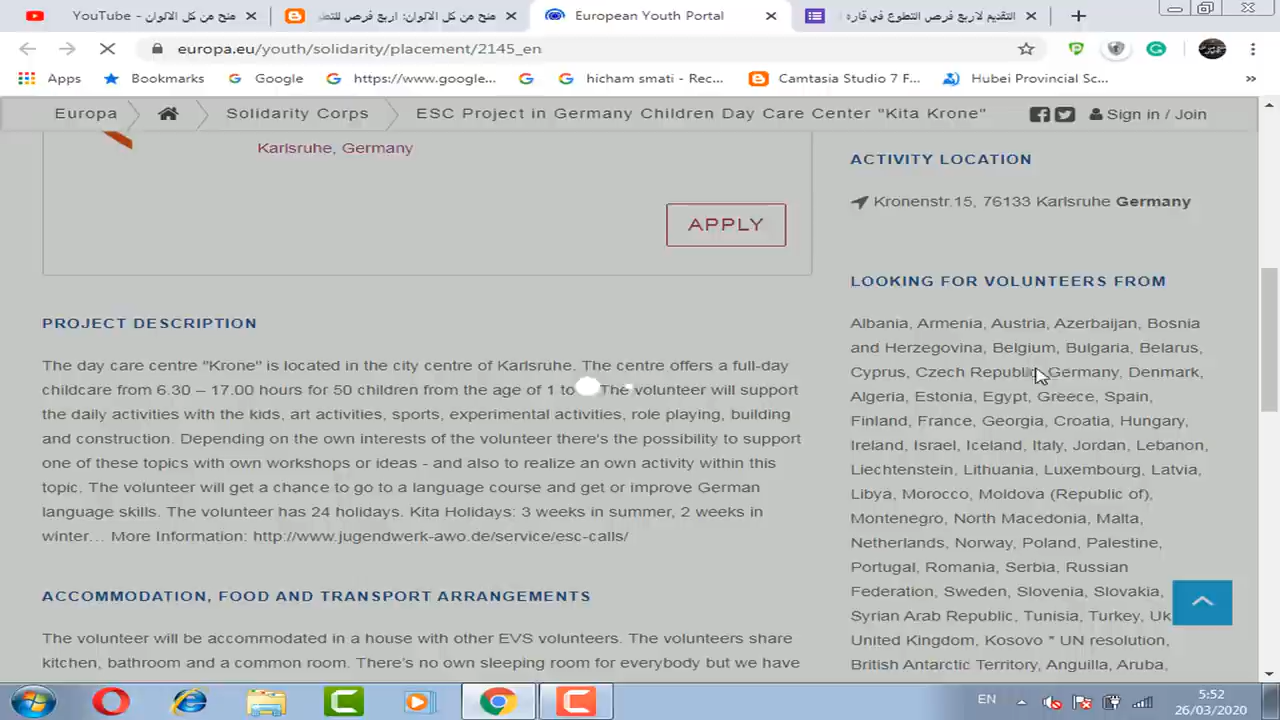 منح من كل الالوان - YouTube
منح من كل الالوان: اربع فرص للتط
European Youth Portal
التقديم لاربع فرص التطوع في قارة
europa.eu/youth/solidarity/placement/2145_en
Apps
Bookmarks
Google
https://www.google...
hicham smati - Rec...
Camtasia Studio 7 F...
Hubei Provincial Sc...
»
Europa
Solidarity Corps
ESC Project in Germany Children Day Care Center "Kita Krone"
Sign in / Join
Karlsruhe, Germany
APPLY
PROJECT DESCRIPTION
The day care centre "Krone" is located in the city centre of Karlsruhe. The centre offers a full-day
childcare from 6.30 – 17.00 hours for 50 children from the age of 1 to The volunteer will support
the daily activities with the kids, art activities, sports, experimental activities, role playing, building
and construction. Depending on the own interests of the volunteer there's the possibility to support
one of these topics with own workshops or ideas - and also to realize an own activity within this
topic. The volunteer will get a chance to go to a language course and get or improve German
language skills. The volunteer has 24 holidays. Kita Holidays: 3 weeks in summer, 2 weeks in
winter… More Information: http://www.jugendwerk-awo.de/service/esc-calls/
ACCOMMODATION, FOOD AND TRANSPORT ARRANGEMENTS
The volunteer will be accommodated in a house with other EVS volunteers. The volunteers share
kitchen, bathroom and a common room. There's no own sleeping room for everybody but we have
ACTIVITY LOCATION
Kronenstr.15, 76133 Karlsruhe Germany
LOOKING FOR VOLUNTEERS FROM
Albania, Armenia, Austria, Azerbaijan, Bosnia
and Herzegovina, Belgium, Bulgaria, Belarus,
Cyprus, Czech Republic, Germany, Denmark,
Algeria, Estonia, Egypt, Greece, Spain,
Finland, France, Georgia, Croatia, Hungary,
Ireland, Israel, Iceland, Italy, Jordan, Lebanon,
Liechtenstein, Lithuania, Luxembourg, Latvia,
Libya, Morocco, Moldova (Republic of),
Montenegro, North Macedonia, Malta,
Netherlands, Norway, Poland, Palestine,
Portugal, Romania, Serbia, Russian
Federation, Sweden, Slovenia, Slovakia,
Syrian Arab Republic, Tunisia, Turkey, Uk
United Kingdom, Kosovo * UN resolution,
British Antarctic Territory, Anguilla, Aruba,
EN
5:52
26/03/2020